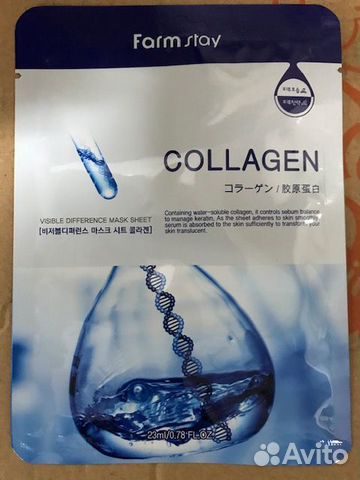 Farmstay
COLLAGEN
コラーゲン / 胶原蛋白
VISIBLE DIFFERENCE MASK SHEET
[비저블디퍼런스 마스크 시트 콜라겐]
Containing water-soluble collagen, it controls sebum balance
to manage keratin. As the sheet adheres to skin smoothly,
serum is absorbed to the skin sufficiently to transform your
skin translucent.
23ml/0.78 FL.OZ.
Avito